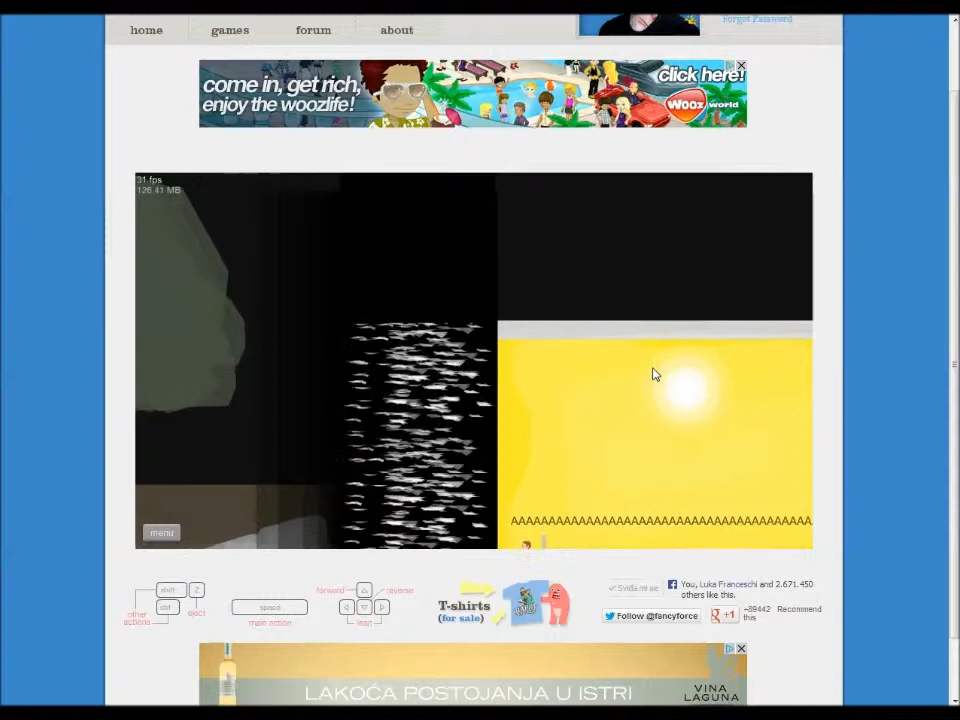 Forgot Password
home games forum about
come in, get rich,
enjoy the woozlife!
click here!
WOOZ world
31 fps
126.41 MB
AAAAAAAAAAAAAAAAAAAAAAAAAAAAAAAAAAAAAAAA
menu
shift Z
ctrl
eject
other
actions
space
main action
forward reverse
lean
T-shirts
(for sale)
Sviđa mi se
You, Luka Franceschi and 2.671.450
others like this.
Follow @fancyforce
+1
+89442 Recommend
this
LAKOĆA POSTOJANJA U ISTRI
VINA
LAGUNA